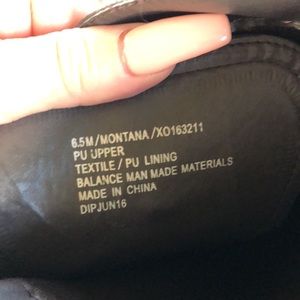 6.5M/MONTANA/XO163211
PU UPPER
TEXTILE/PU LINING
BALANCE MAN MADE MATERIALS
MADE IN CHINA
DIPJUN16